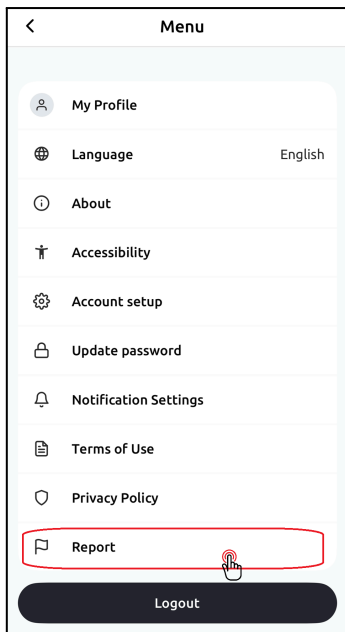 Menu
My Profile
Language English
About
Accessibility
Account setup
Update password
Notification Settings
Terms of Use
Privacy Policy
Report
Logout